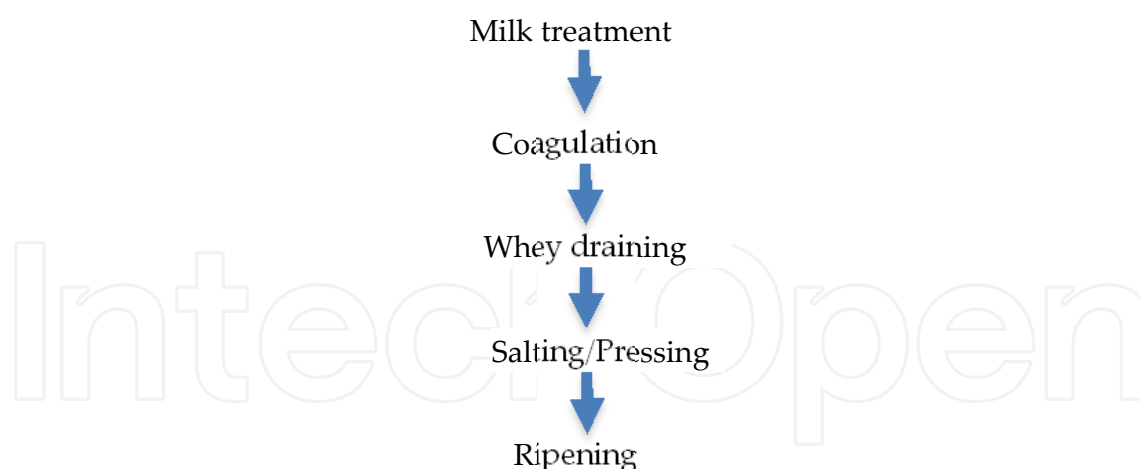 Milk treatment
Coagulation
Whey draining
Salting/Pressing
Ripening
IntechOpen